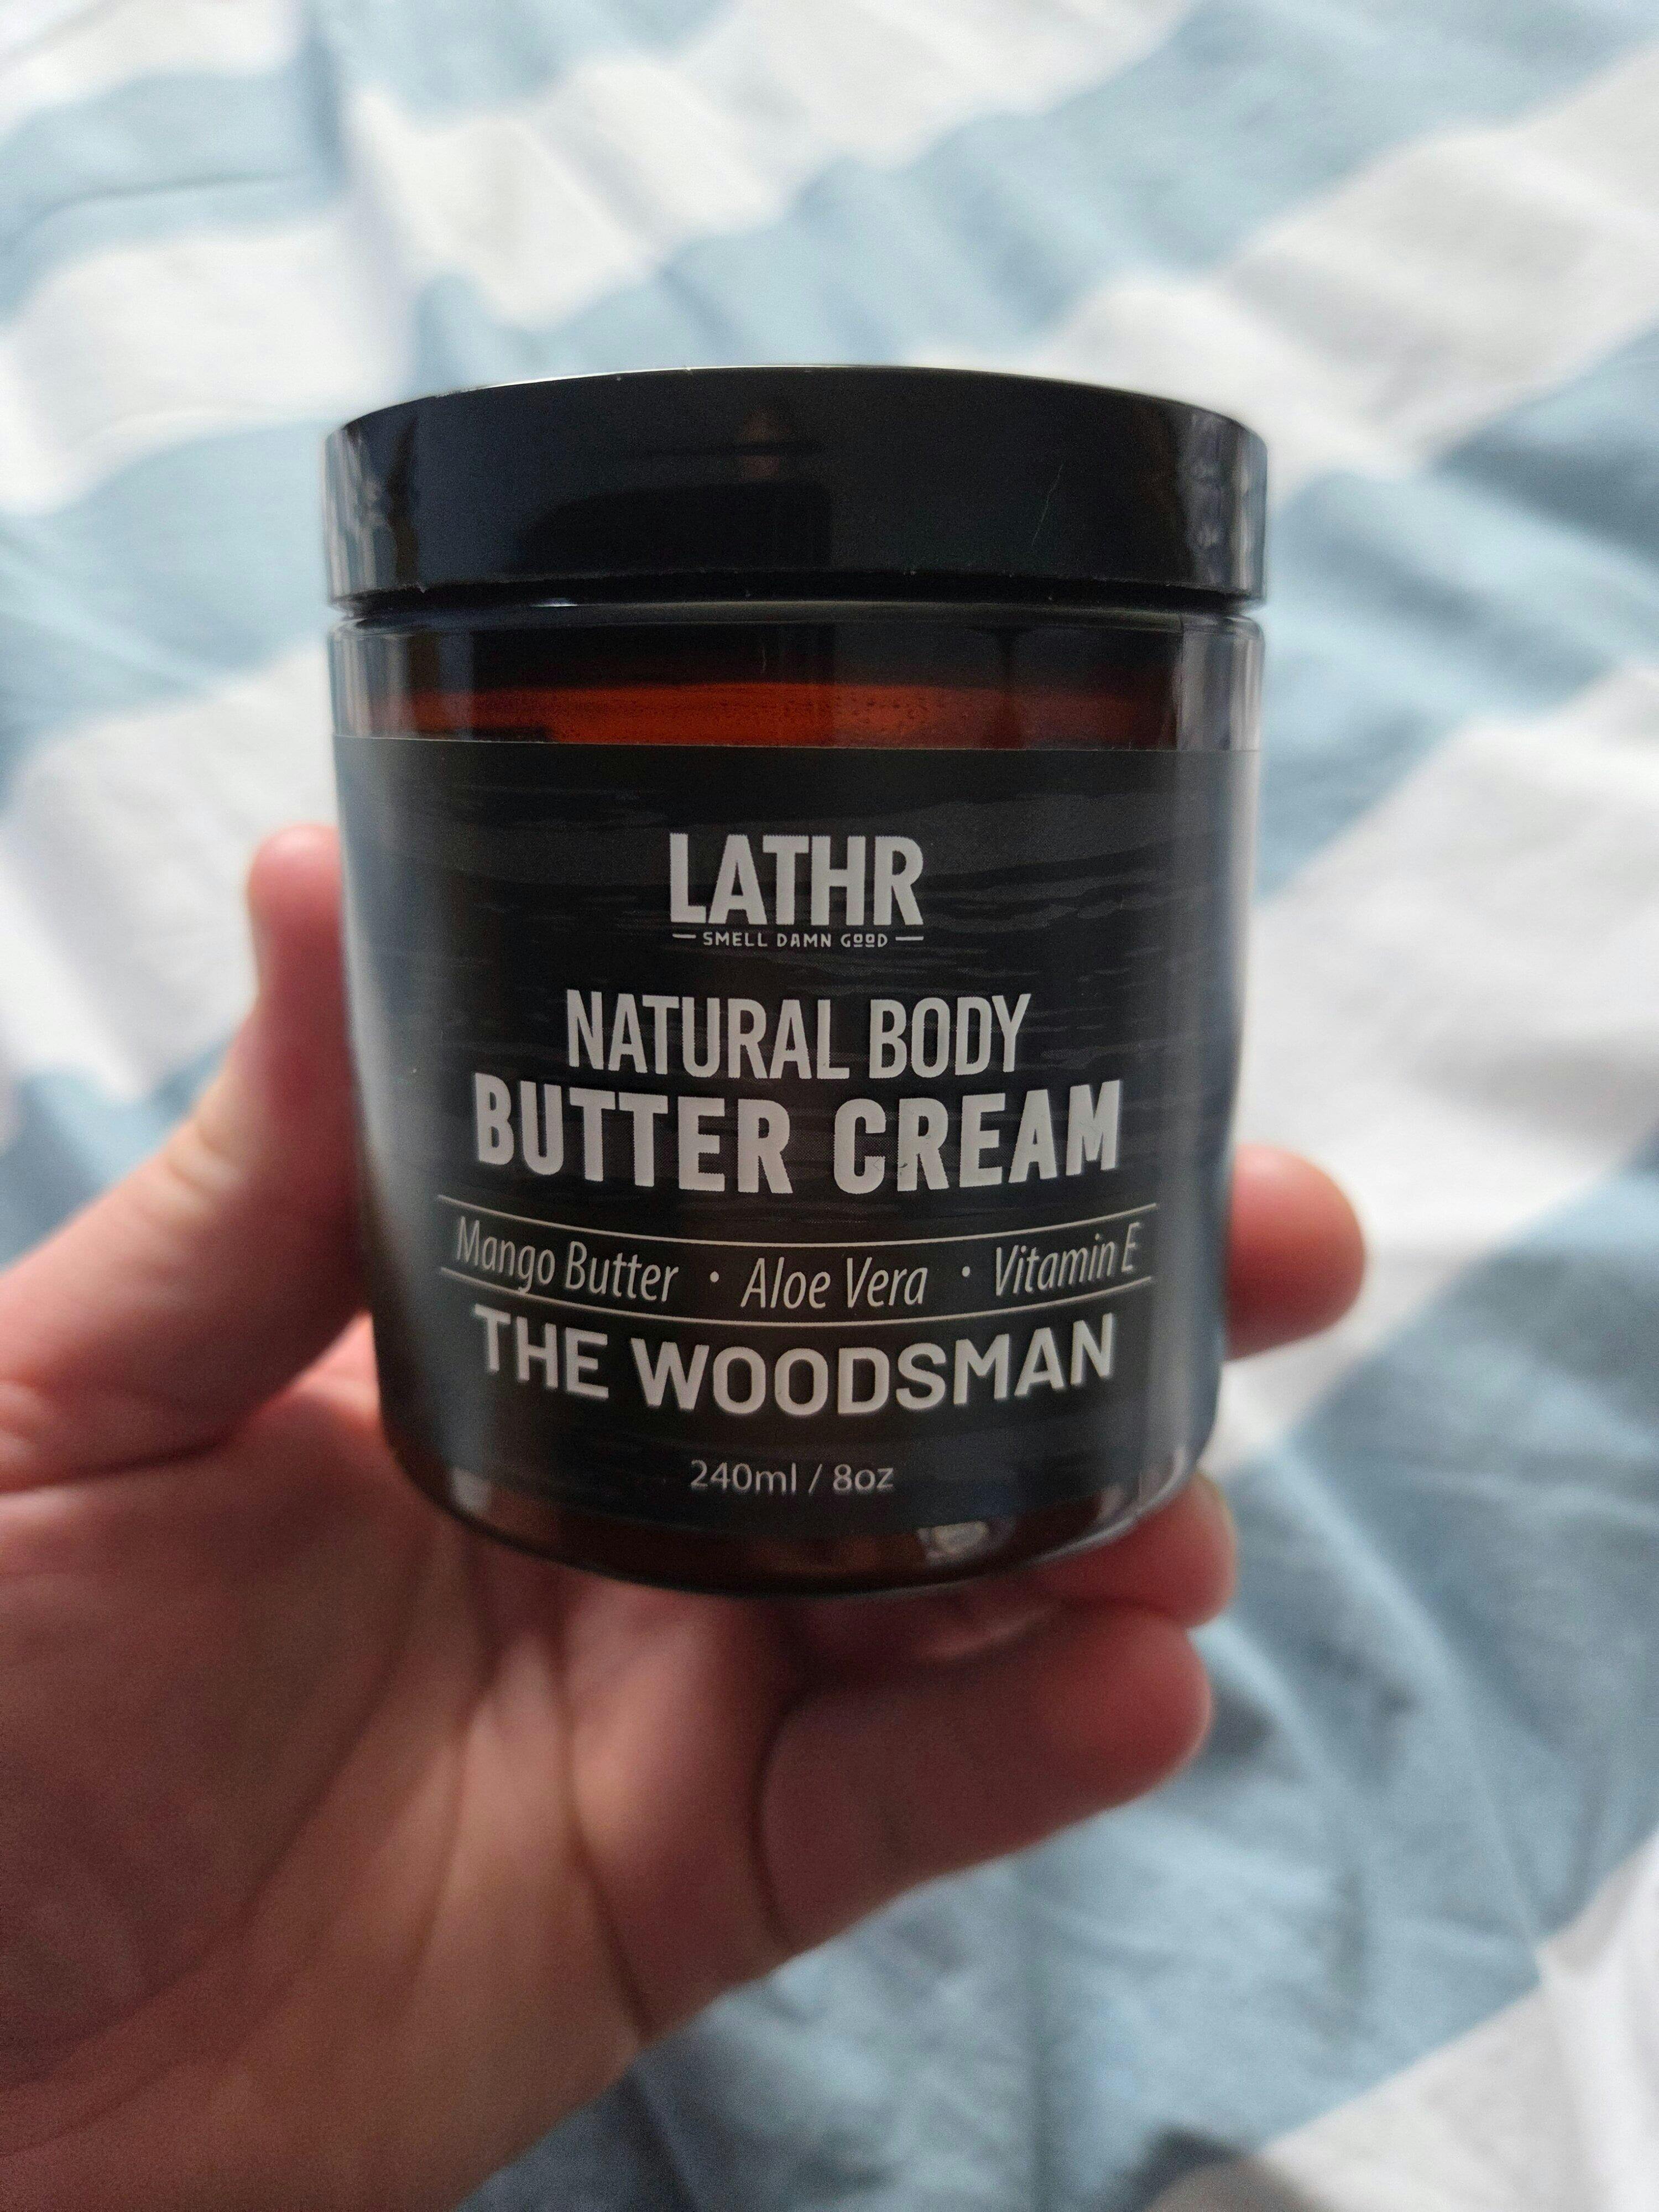 LATHR
SMELL DAMN GOOD
NATURAL BODY
BUTTER CREAM
Mango Butter · Aloe Vera · Vitamin E
THE WOODSMAN
240ml / 8oz